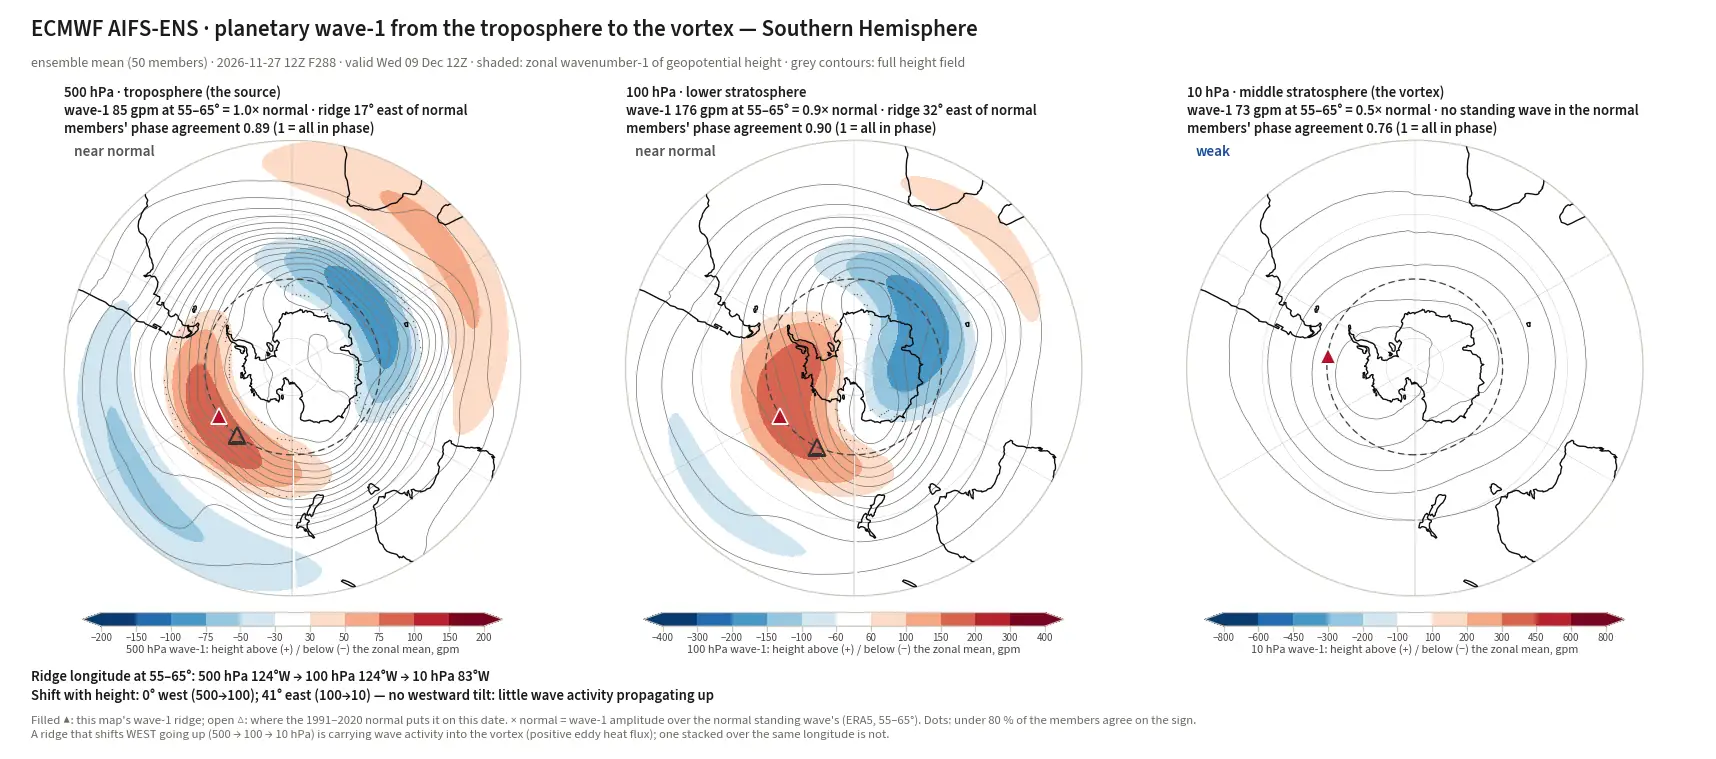 ECMWF AIFS-ENS · planetary wave-1 from the troposphere to the vortex — Southern Hemisphere
ensemble mean (50 members) · 2026-11-27 12Z F288 · valid Wed 09 Dec 12Z · shaded: zonal wavenumber-1 of geopotential height · grey contours: full height field
500 hPa · troposphere (the source)
wave-1 85 gpm at 55–65° = 1.0× normal · ridge 17° east of normal
members' phase agreement 0.89 (1 = all in phase)
near normal
100 hPa · lower stratosphere
wave-1 176 gpm at 55–65° = 0.9× normal · ridge 32° east of normal
members' phase agreement 0.90 (1 = all in phase)
near normal
10 hPa · middle stratosphere (the vortex)
wave-1 73 gpm at 55–65° = 0.5× normal · no standing wave in the normal
members' phase agreement 0.76 (1 = all in phase)
weak
−200 −150 −100 −75 −50 −30 30 50 75 100 150 200
500 hPa wave-1: height above (+) / below (−) the zonal mean, gpm
−400 −300 −200 −150 −100 −60 60 100 150 200 300 400
100 hPa wave-1: height above (+) / below (−) the zonal mean, gpm
−800 −600 −450 −300 −200 −100 100 200 300 450 600 800
10 hPa wave-1: height above (+) / below (−) the zonal mean, gpm
Ridge longitude at 55–65°: 500 hPa 124°W → 100 hPa 124°W → 10 hPa 83°W
Shift with height: 0° west (500→100); 41° east (100→10) — no westward tilt: little wave activity propagating up
Filled ▲: this map's wave-1 ridge; open △: where the 1991–2020 normal puts it on this date. × normal = wave-1 amplitude over the normal standing wave's (ERA5, 55–65°). Dots: under 80 % of the members agree on the sign.
A ridge that shifts WEST going up (500 → 100 → 10 hPa) is carrying wave activity into the vortex (positive eddy heat flux); one stacked over the same longitude is not.